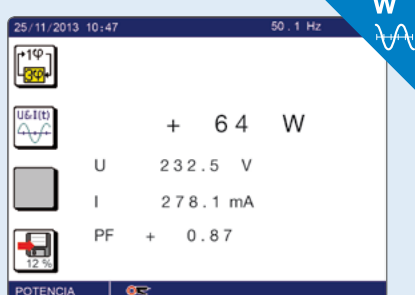 W
25/11/2013 10:47 50.1 Hz
1φ
3φ
U&I(t)
+ 64 W
U 232.5 V
I 278.1 mA
PF + 0.87
12 %
POTENCIA